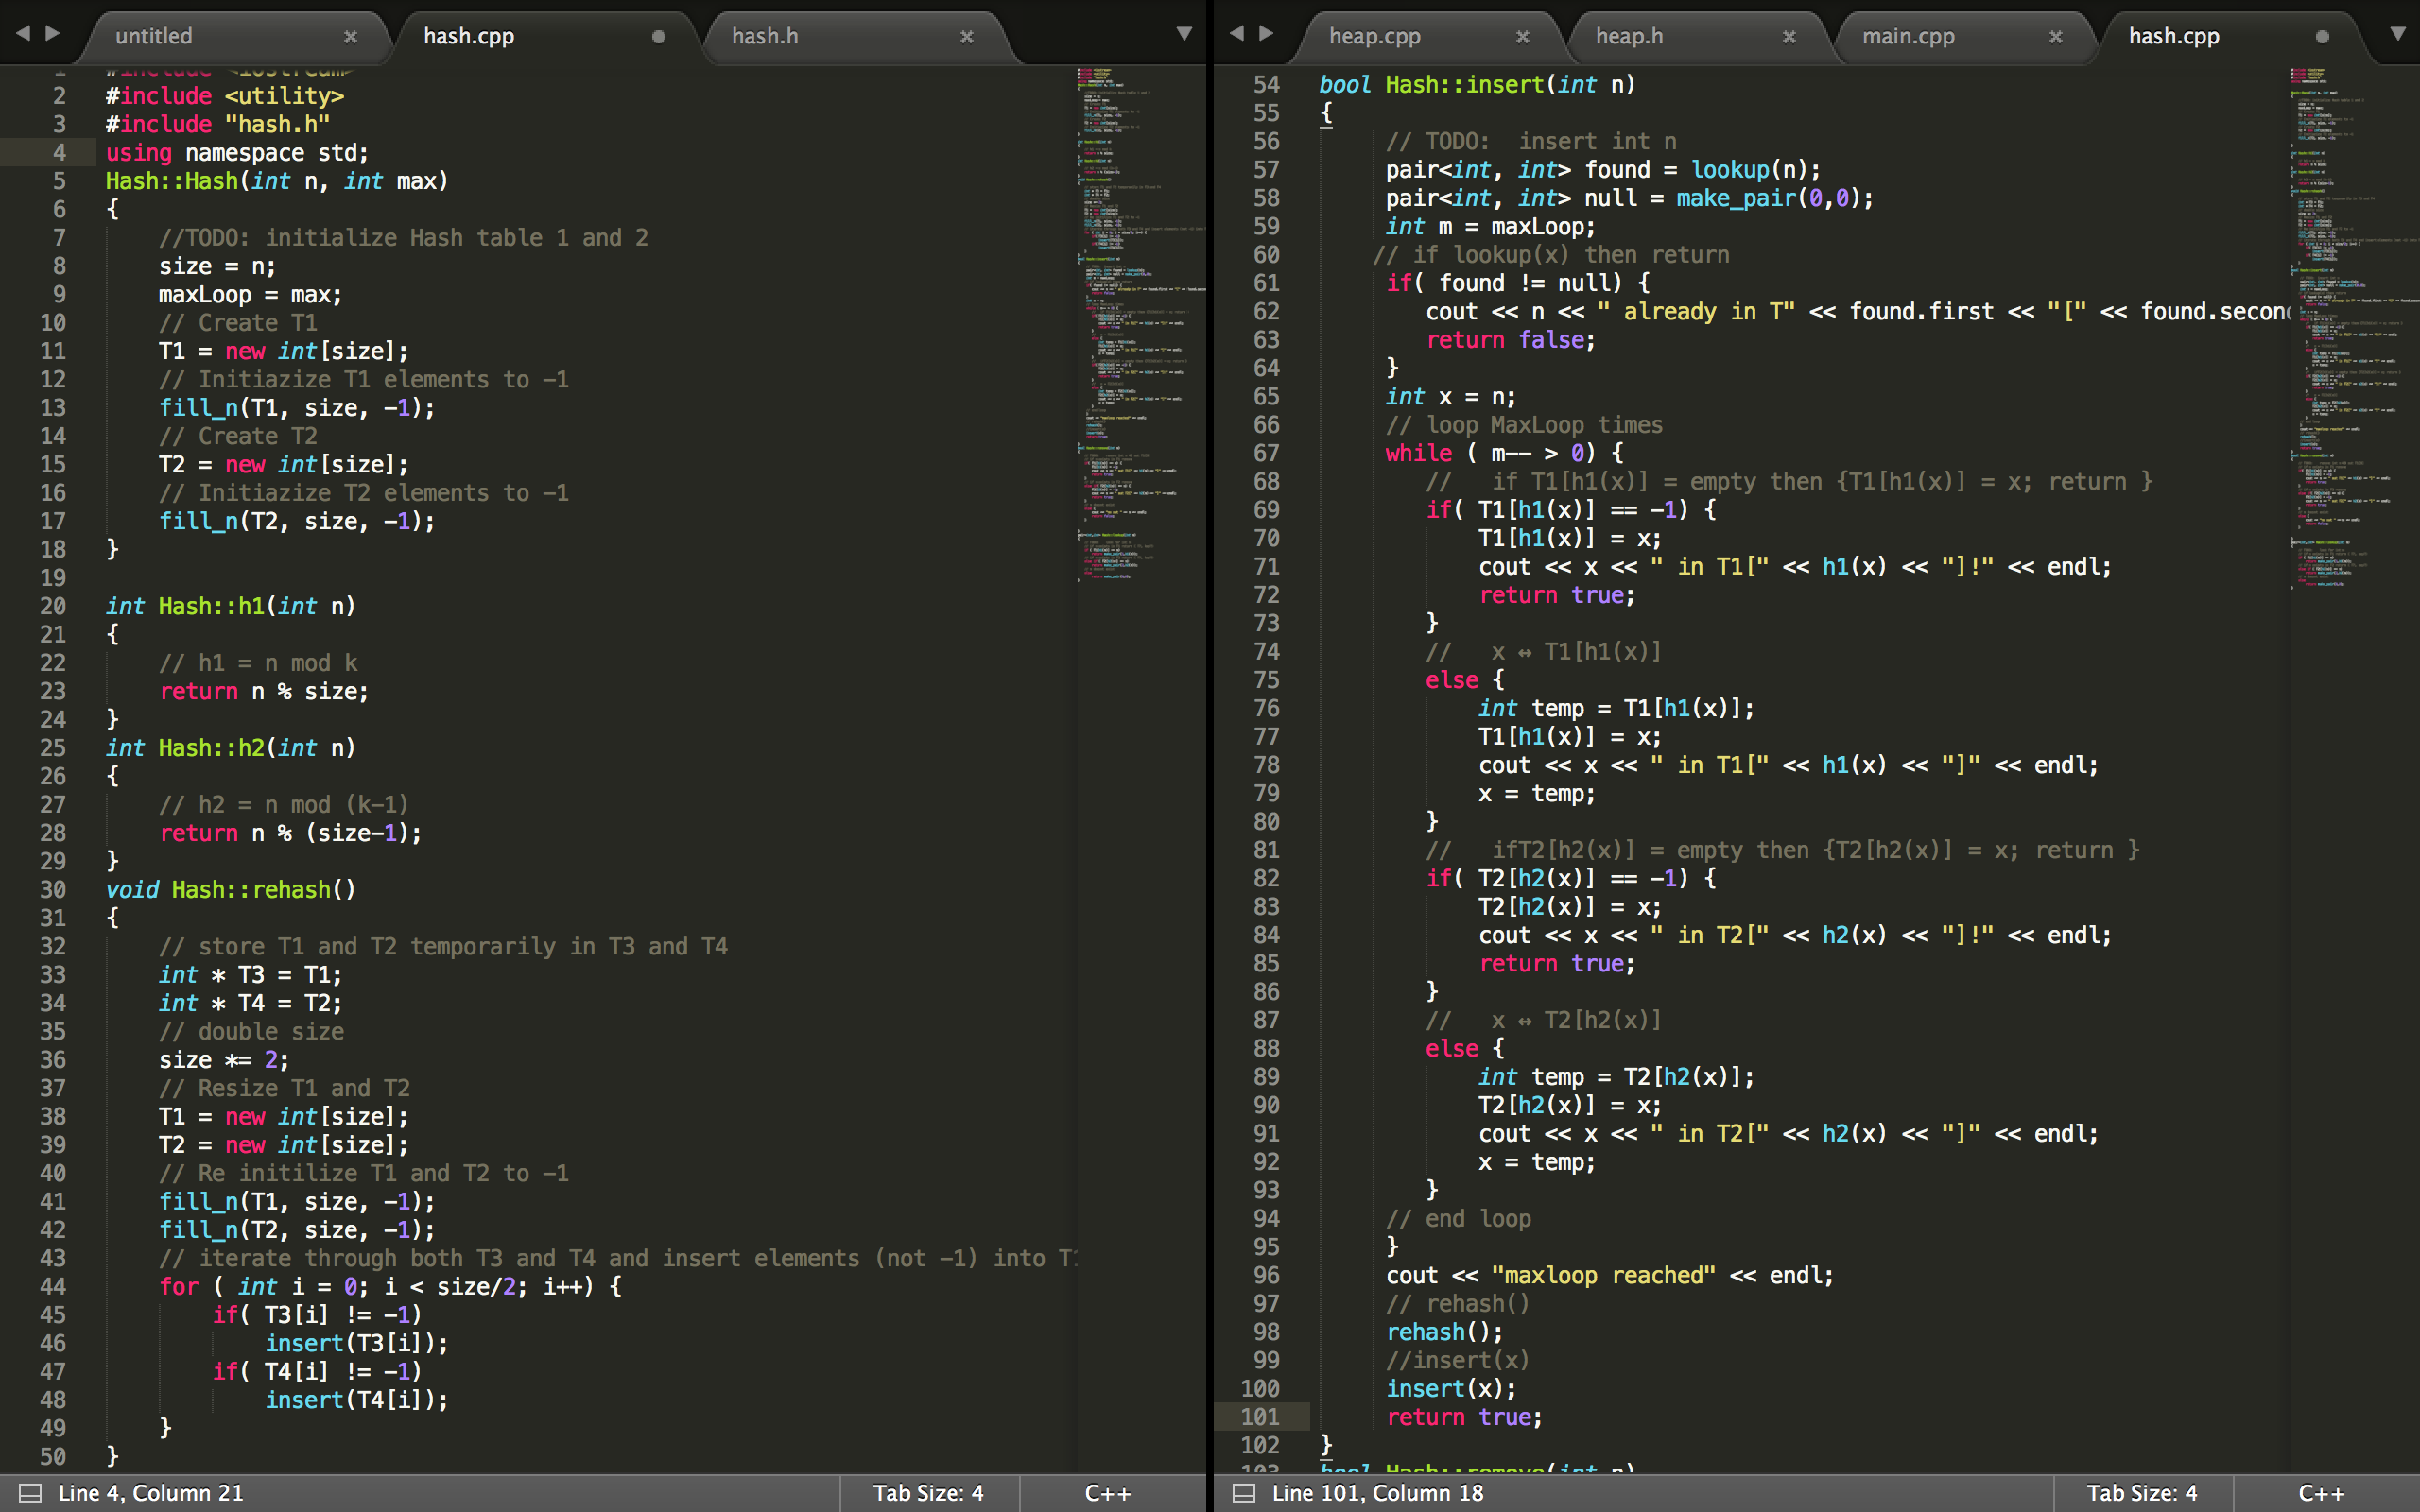 untitled
hash.cpp
hash.h
1 #include <iostream>
2 #include <utility>
3 #include "hash.h"
4 using namespace std;
5 Hash::Hash(int n, int max)
6 {
7 //TODO: initialize Hash table 1 and 2
8 size = n;
9 maxLoop = max;
10 // Create T1
11 T1 = new int[size];
12 // Initiazize T1 elements to -1
13 fill_n(T1, size, -1);
14 // Create T2
15 T2 = new int[size];
16 // Initiazize T2 elements to -1
17 fill_n(T2, size, -1);
18 }
19
20 int Hash::h1(int n)
21 {
22 // h1 = n mod k
23 return n % size;
24 }
25 int Hash::h2(int n)
26 {
27 // h2 = n mod (k-1)
28 return n % (size-1);
29 }
30 void Hash::rehash()
31 {
32 // store T1 and T2 temporarily in T3 and T4
33 int * T3 = T1;
34 int * T4 = T2;
35 // double size
36 size *= 2;
37 // Resize T1 and T2
38 T1 = new int[size];
39 T2 = new int[size];
40 // Re initilize T1 and T2 to -1
41 fill_n(T1, size, -1);
42 fill_n(T2, size, -1);
43 // iterate through both T3 and T4 and insert elements (not -1) into T1
44 for ( int i = 0; i < size/2; i++) {
45 if( T3[i] != -1)
46 insert(T3[i]);
47 if( T4[i] != -1)
48 insert(T4[i]);
49 }
50 }
Line 4, Column 21
Tab Size: 4
C++
heap.cpp
heap.h
main.cpp
hash.cpp
54 bool Hash::insert(int n)
55 {
56 // TODO:  insert int n
57 pair<int, int> found = lookup(n);
58 pair<int, int> null = make_pair(0,0);
59 int m = maxLoop;
60 // if lookup(x) then return
61 if( found != null) {
62 cout << n << " already in T" << found.first << "[" << found.second
63 return false;
64 }
65 int x = n;
66 // loop MaxLoop times
67 while ( m-- > 0) {
68 //   if T1[h1(x)] = empty then {T1[h1(x)] = x; return }
69 if( T1[h1(x)] == -1) {
70 T1[h1(x)] = x;
71 cout << x << " in T1[" << h1(x) << "]!" << endl;
72 return true;
73 }
74 //   x ↔ T1[h1(x)]
75 else {
76 int temp = T1[h1(x)];
77 T1[h1(x)] = x;
78 cout << x << " in T1[" << h1(x) << "]" << endl;
79 x = temp;
80 }
81 //   ifT2[h2(x)] = empty then {T2[h2(x)] = x; return }
82 if( T2[h2(x)] == -1) {
83 T2[h2(x)] = x;
84 cout << x << " in T2[" << h2(x) << "]!" << endl;
85 return true;
86 }
87 //   x ↔ T2[h2(x)]
88 else {
89 int temp = T2[h2(x)];
90 T2[h2(x)] = x;
91 cout << x << " in T2[" << h2(x) << "]" << endl;
92 x = temp;
93 }
94 // end loop
95 }
96 cout << "maxloop reached" << endl;
97 // rehash()
98 rehash();
99 //insert(x)
100 insert(x);
101 return true;
102 }
103 bool Hash::remove(int n)
Line 101, Column 18
Tab Size: 4
C++